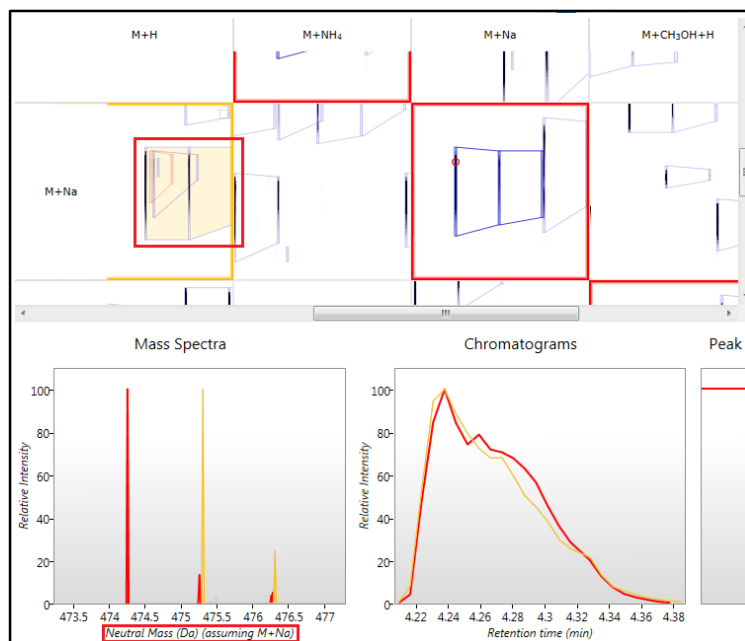 M+H M+NH₄ M+Na M+CH₃OH+H
M+Na
Mass Spectra Chromatograms Peak
100 100
80 80
60 60
40 40
20 20
0 0
Relative Intensity Relative Intensity
473.5 474 474.5 475 475.5 476 476.5 477 4.22 4.24 4.26 4.28 4.30 4.32 4.34 4.36 4.38
Neutral Mass (Da) (assuming M+Na) Retention time (min)